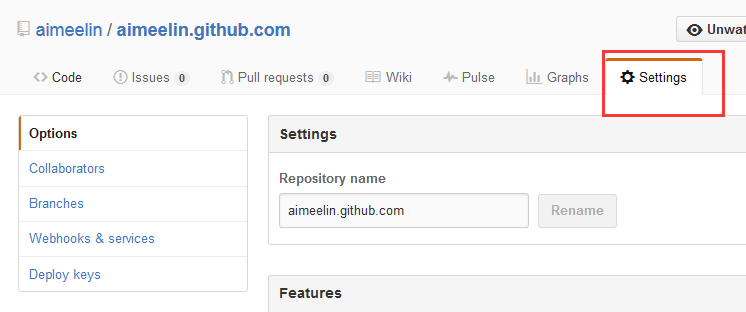 aimeelin / aimeelin.github.com
Unwat
Code Issues 0 Pull requests 0 Wiki Pulse Graphs Settings
Options
Collaborators
Branches
Webhooks & services
Deploy keys
Settings
Repository name
aimeelin.github.com Rename
Features